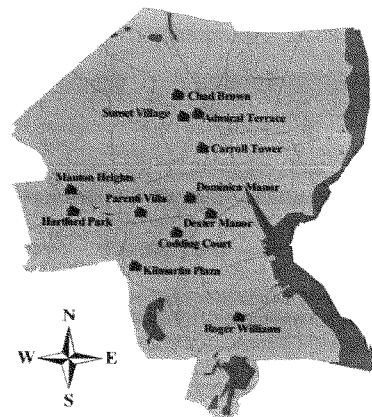 Chad Brown
Sunset Village
Admiral Terrace
Carroll Tower
Manton Heights
Parenti Villa
Dominica Manor
Hartford Park
Dexter Manor
Codding Court
Kilmartin Plaza
Roger Williams
N
W
E
S